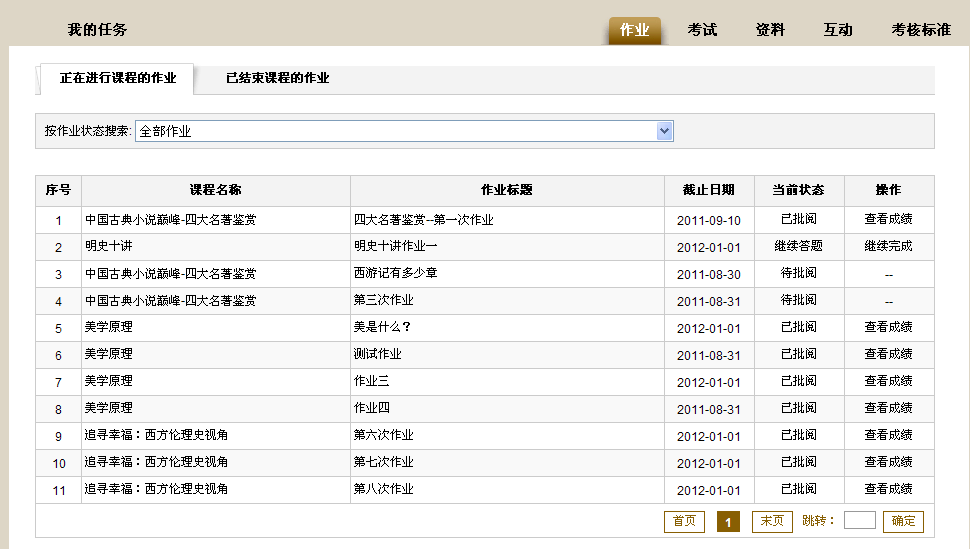 我的任务 作业 考试 资料 互动 考核标准
正在进行课程的作业 已结束课程的作业
按作业状态搜索: 全部作业
序号 课程名称 作业标题 截止日期 当前状态 操作
1 中国古典小说巅峰-四大名著鉴赏 四大名著鉴赏--第一次作业 2011-09-10 已批阅 查看成绩
2 明史十讲 明史十讲作业一 2012-01-01 继续答题 继续完成
3 中国古典小说巅峰-四大名著鉴赏 西游记有多少章 2011-08-30 待批阅 --
4 中国古典小说巅峰-四大名著鉴赏 第三次作业 2011-08-31 待批阅 --
5 美学原理 美是什么? 2012-01-01 已批阅 查看成绩
6 美学原理 测试作业 2011-08-31 已批阅 查看成绩
7 美学原理 作业三 2012-01-01 已批阅 查看成绩
8 美学原理 作业四 2011-08-31 已批阅 查看成绩
9 追寻幸福：西方伦理史视角 第六次作业 2012-01-01 已批阅 查看成绩
10 追寻幸福：西方伦理史视角 第七次作业 2012-01-01 已批阅 查看成绩
11 追寻幸福：西方伦理史视角 第八次作业 2012-01-01 已批阅 查看成绩
首页 1 末页 跳转： 确定